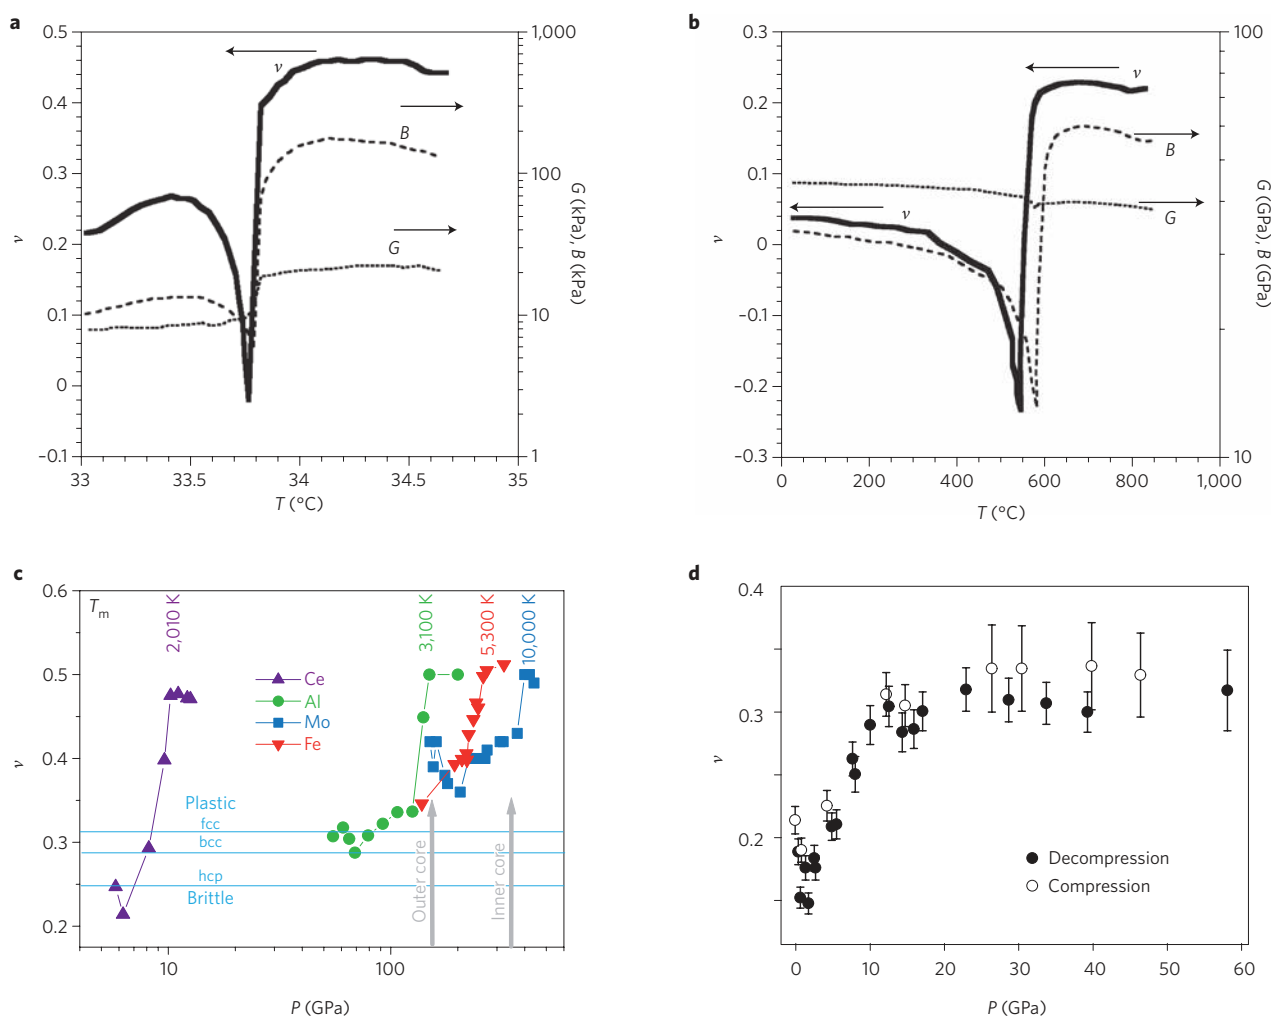 a
0.5
0.4
0.3
0.2
0.1
0
–0.1
ν
33
33.5
34
34.5
35
T (°C)
1,000
100
10
1
G (kPa), B (kPa)
ν
B
G
b
0.3
0.2
0.1
0
–0.1
–0.2
–0.3
ν
0
200
400
600
800
1,000
T (°C)
100
10
G (GPa), B (GPa)
ν
B
G
ν
c
0.6
0.5
0.4
0.3
0.2
ν
Tm
2,010 K
3,100 K
5,300 K
10,000 K
Ce
Al
Mo
Fe
Plastic
fcc
bcc
hcp
Brittle
Outer core
Inner core
10
100
P (GPa)
d
0.4
0.3
0.2
ν
Decompression
Compression
0
10
20
30
40
50
60
P (GPa)